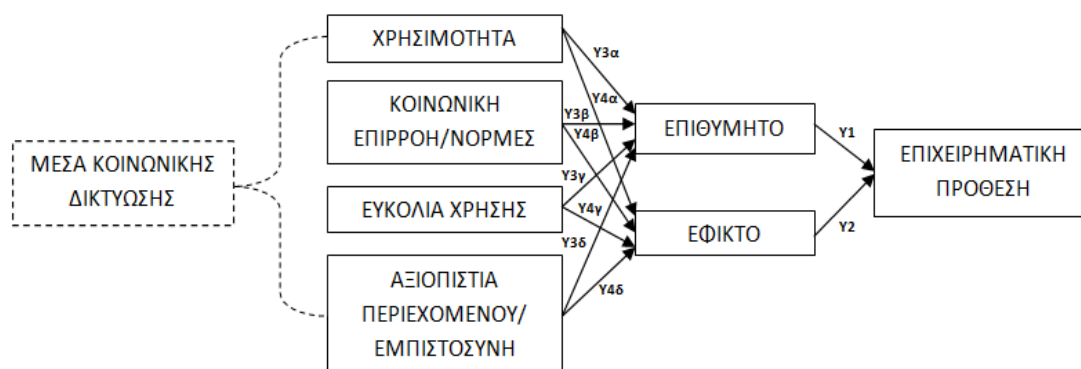 ΜΕΣΑ ΚΟΙΝΩΝΙΚΗΣ
ΔΙΚΤΥΩΣΗΣ
ΧΡΗΣΙΜΟΤΗΤΑ
ΚΟΙΝΩΝΙΚΗ
ΕΠΙΡΡΟΗ/ΝΟΡΜΕΣ
ΕΥΚΟΛΙΑ ΧΡΗΣΗΣ
ΑΞΙΟΠΙΣΤΙΑ
ΠΕΡΙΕΧΟΜΕΝΟΥ/
ΕΜΠΙΣΤΟΣΥΝΗ
Υ3α
Υ4α
Υ3β
Υ4β
Υ3γ
Υ4γ
Υ3δ
Υ4δ
ΕΠΙΘΥΜΗΤΟ
ΕΦΙΚΤΟ
Υ1
Υ2
ΕΠΙΧΕΙΡΗΜΑΤΙΚΗ
ΠΡΟΘΕΣΗ